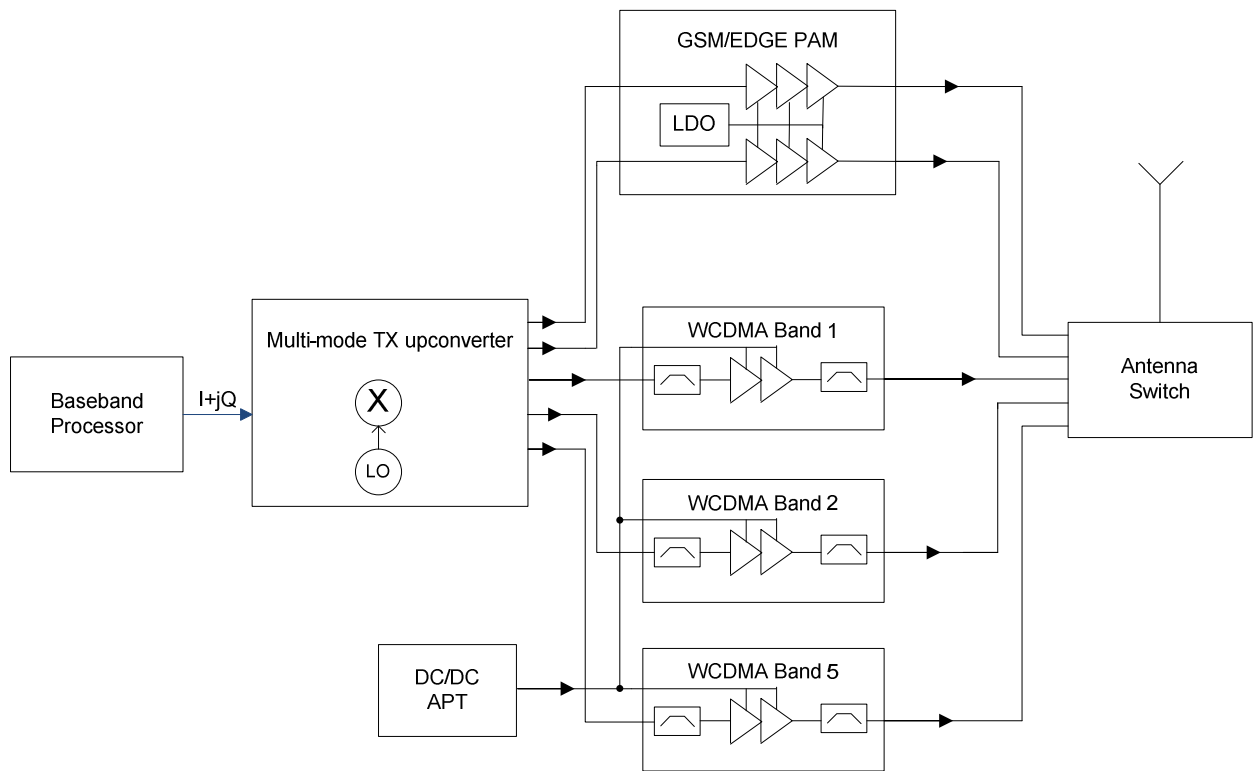 GSM/EDGE PAM
LDO
Multi-mode TX upconverter
X
LO
Baseband
Processor
I+jQ
WCDMA Band 1
Antenna
Switch
WCDMA Band 2
DC/DC
APT
WCDMA Band 5